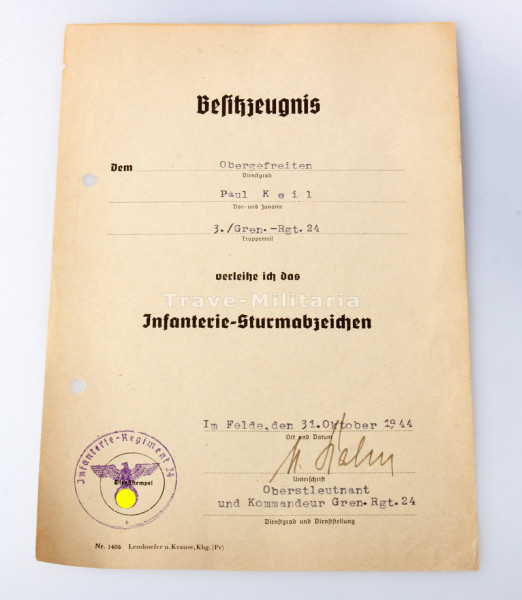 Besitzzeugnis
dem Obergefreiten
Dienstgrad
Paul Keil
Vor- und Zuname
3./Gren.-Rgt.24
Truppenteil
verleihe ich das
Trave-Militaria
Infanterie-Sturmabzeichen
Im Felde, den 31.Oktober 1944
Ort und Datum
Unterschrift
Oberstleutnant
und Kommandeur Gren.Rgt.24
Dienstgrad und Dienststellung
Infanterie-Regiment 24
Dienststempel
Nr. 1406 Lemhoefer u. Krause, Kbg. (Pr)